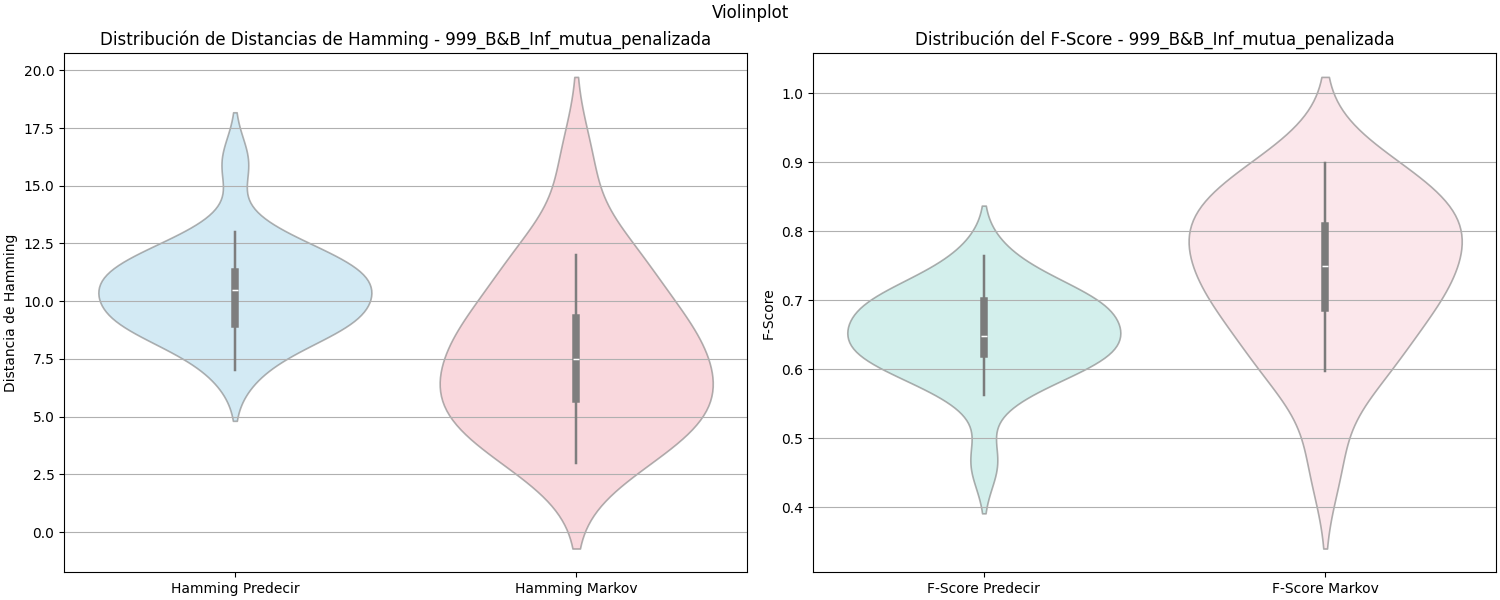 Violinplot
Distribución de Distancias de Hamming - 999_B&B_Inf_mutua_penalizada
Distancia de Hamming
20.0
17.5
15.0
12.5
10.0
7.5
5.0
2.5
0.0
Hamming Predecir
Hamming Markov
Distribución del F-Score - 999_B&B_Inf_mutua_penalizada
F-Score
1.0
0.9
0.8
0.7
0.6
0.5
0.4
F-Score Predecir
F-Score Markov